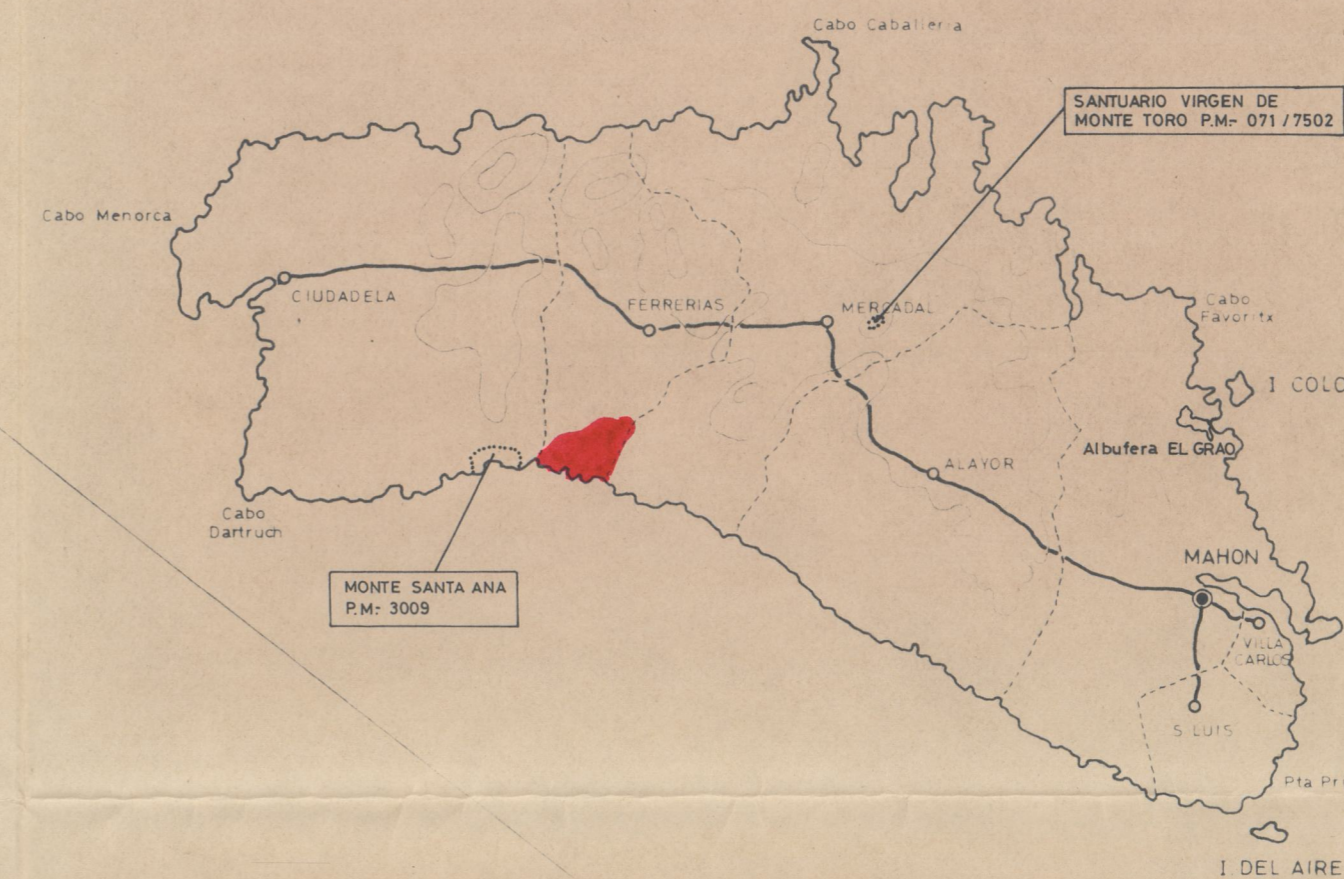 Cabo Caballeria
SANTUARIO VIRGEN DE
MONTE TORO P.M.- 071/7502
Cabo Menorca
CIUDADELA
FERRERIAS
MERCADAL
Cabo
Favoritx
I COLO
Albufera EL GRAO
ALAYOR
Cabo
Dartruch
MONTE SANTA ANA
P.M.- 3009
MAHON
VILLA
CARLOS
S. LUIS
Pta Pr
I. DEL AIRE